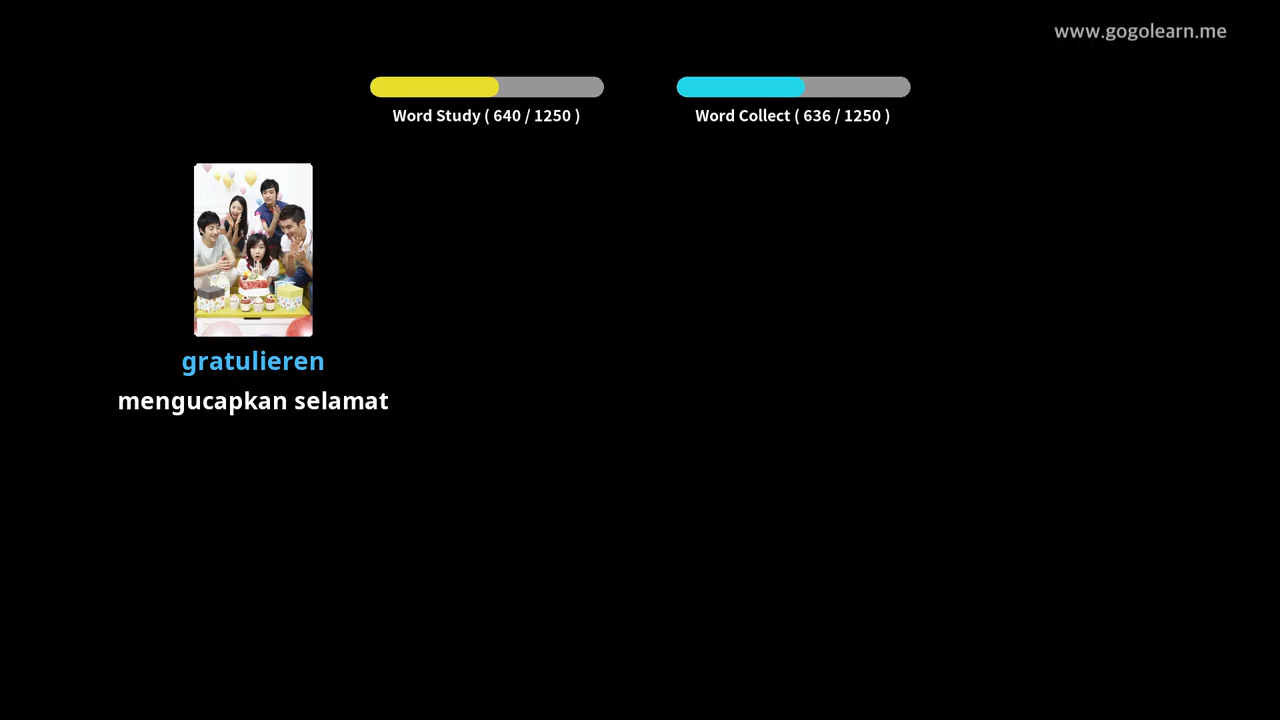 www.gogolearn.me
Word Study ( 640 / 1250 )
Word Collect ( 636 / 1250 )
gratulieren
mengucapkan selamat